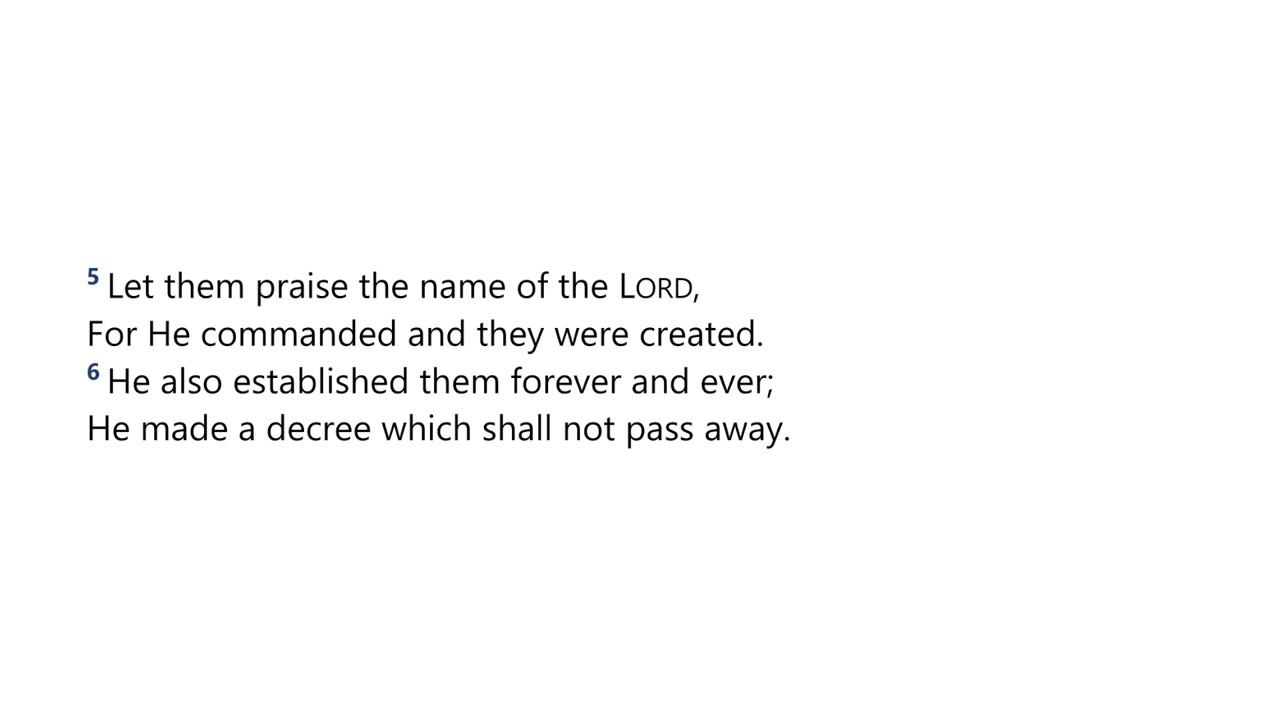 5 Let them praise the name of the LORD,
For He commanded and they were created.
6 He also established them forever and ever;
He made a decree which shall not pass away.